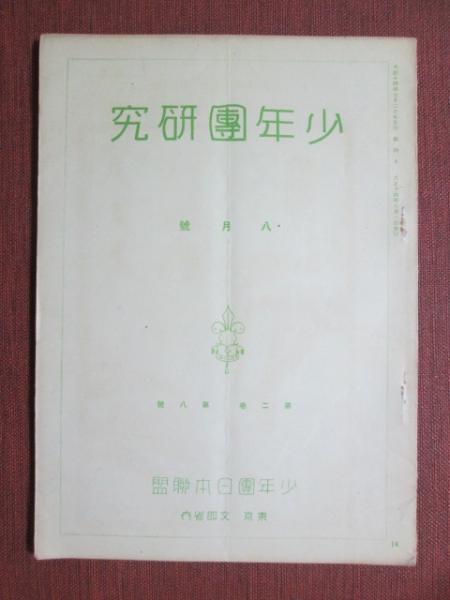 少年團研究
八月號
第二卷 第八號
少年團日本聯盟
東京 文部省內
14